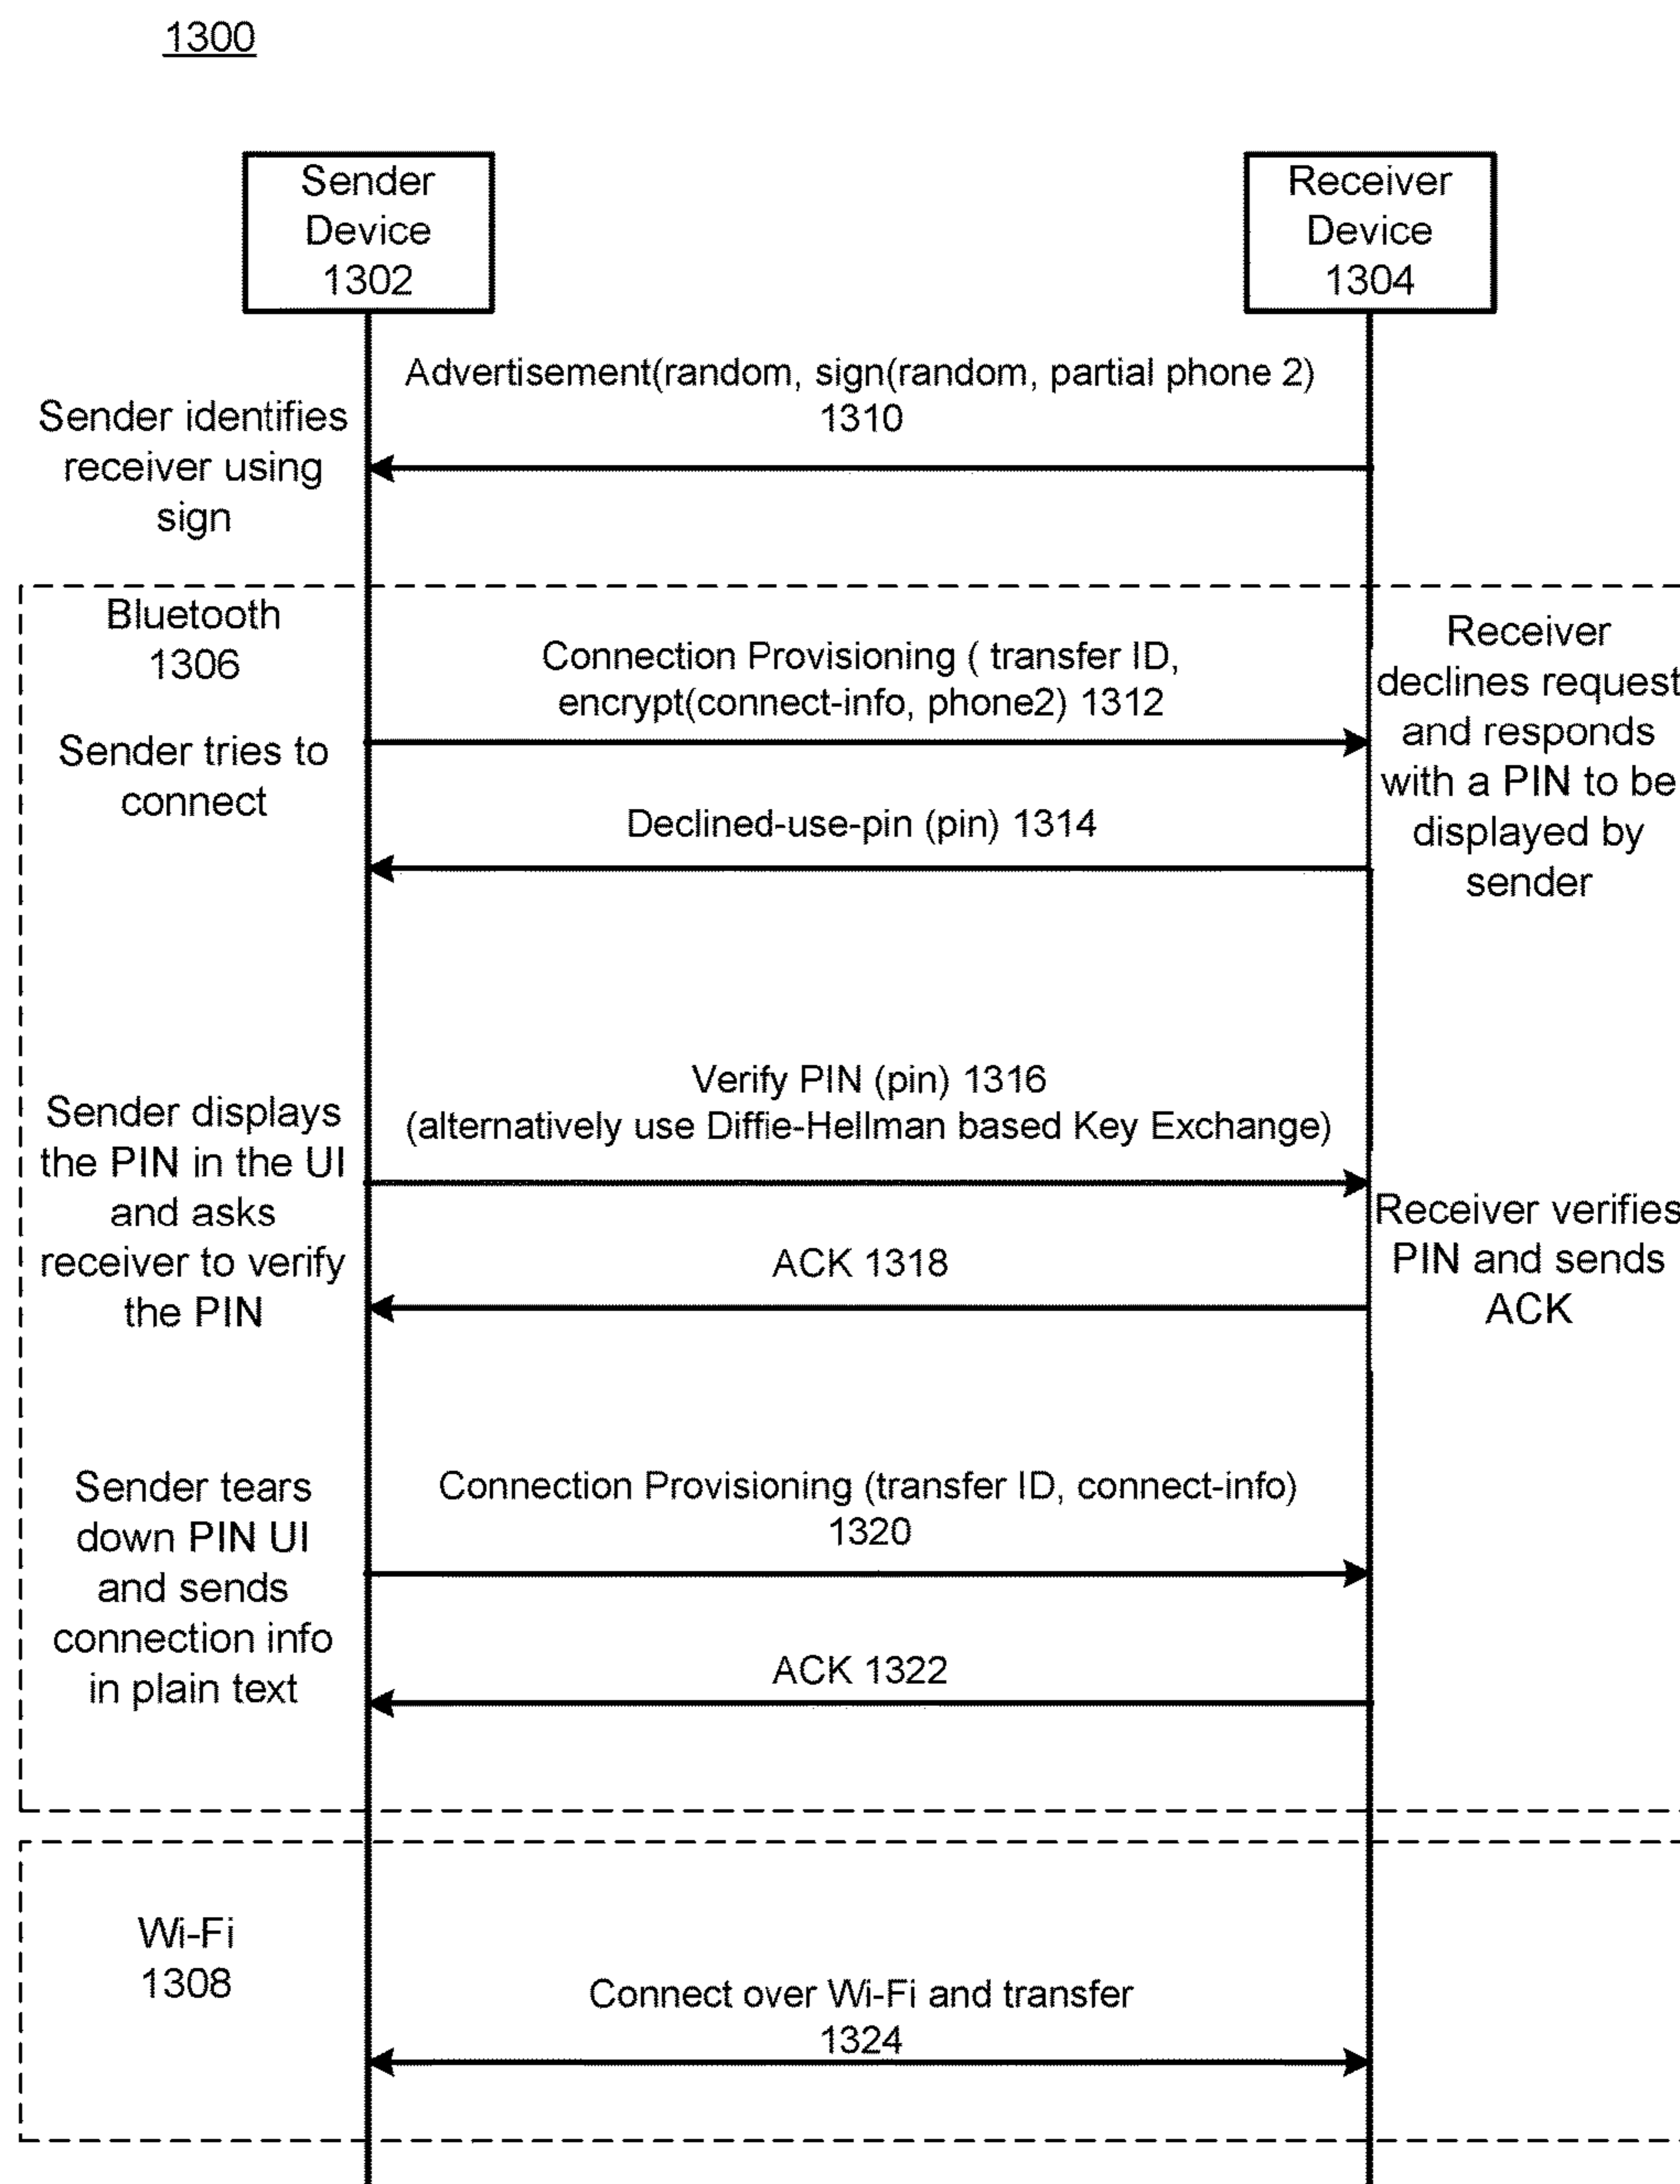 1300
Sender
Device
1302
Receiver
Device
1304
Advertisement(random, sign(random, partial phone 2)
1310
Sender identifies
receiver using
sign
Bluetooth
1306
Connection Provisioning ( transfer ID,
encrypt(connect-info, phone2) 1312
Sender tries to
connect
Receiver
declines request
and responds
with a PIN to be
displayed by
sender
Declined-use-pin (pin) 1314
Verify PIN (pin) 1316
(alternatively use Diffie-Hellman based Key Exchange)
Sender displays
the PIN in the UI
and asks
receiver to verify
the PIN
Receiver verifies
PIN and sends
ACK
ACK 1318
Sender tears
down PIN UI
and sends
connection info
in plain text
Connection Provisioning (transfer ID, connect-info)
1320
ACK 1322
Wi-Fi
1308
Connect over Wi-Fi and transfer
1324